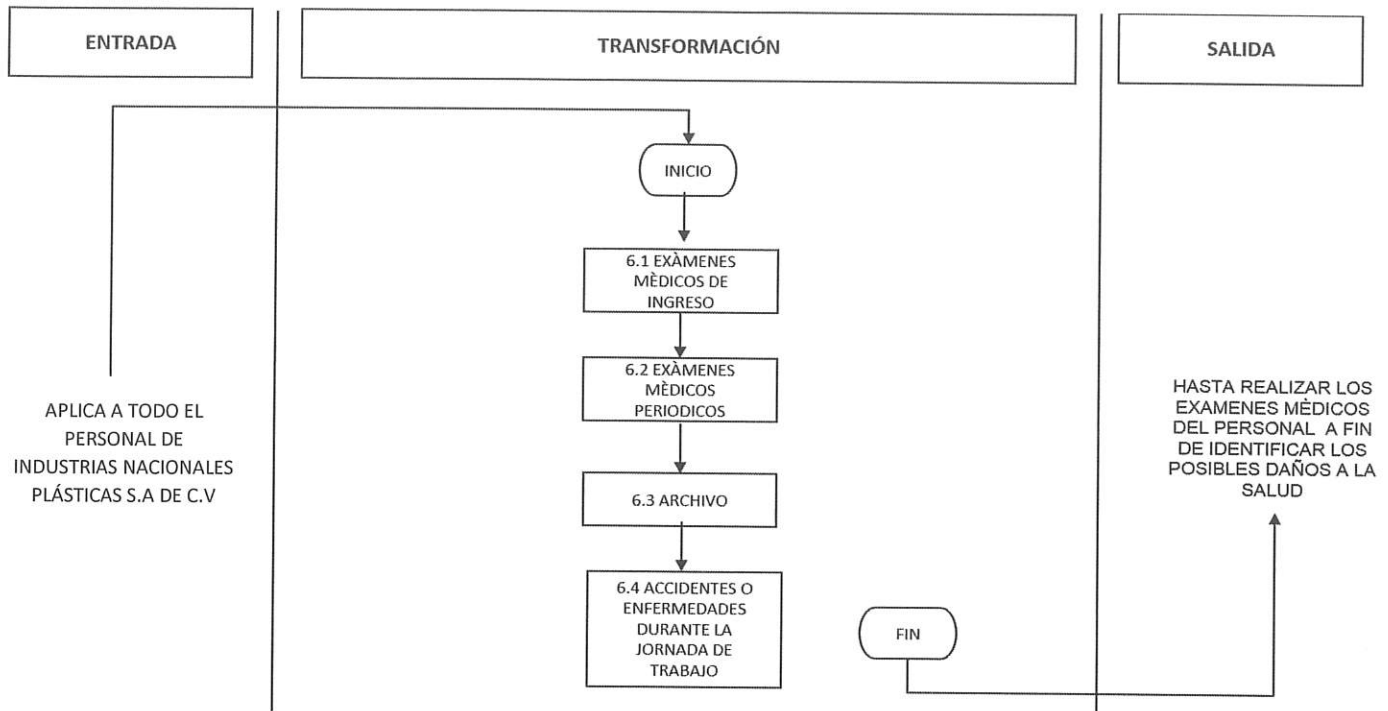 ENTRADA
TRANSFORMACIÓN
SALIDA
INICIO
6.1 EXÀMENES
MÈDICOS DE
INGRESO
6.2 EXÀMENES
MÈDICOS
PERIODICOS
6.3 ARCHIVO
6.4 ACCIDENTES O
ENFERMEDADES
DURANTE LA
JORNADA DE
TRABAJO
FIN
APLICA A TODO EL
PERSONAL DE
INDUSTRIAS NACIONALES
PLÁSTICAS S.A DE C.V
HASTA REALIZAR LOS
EXAMENES MÈDICOS
DEL PERSONAL A FIN
DE IDENTIFICAR LOS
POSIBLES DAÑOS A LA
SALUD